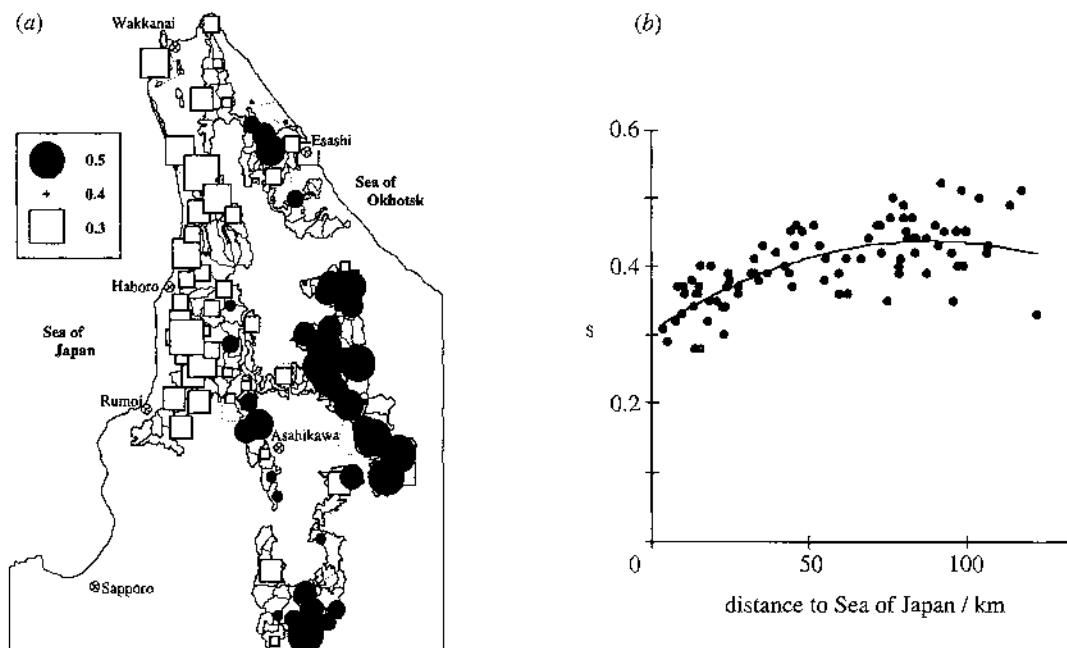 (a)
Wakkanai
Esashi
0.5
0.4
0.3
Sea of
Okhotsk
Haboro
Sea of
Japan
Rumoi
Asahikawa
Sapporo
(b)
0.6
0.4
s
0.2
0
50
100
distance to Sea of Japan / km